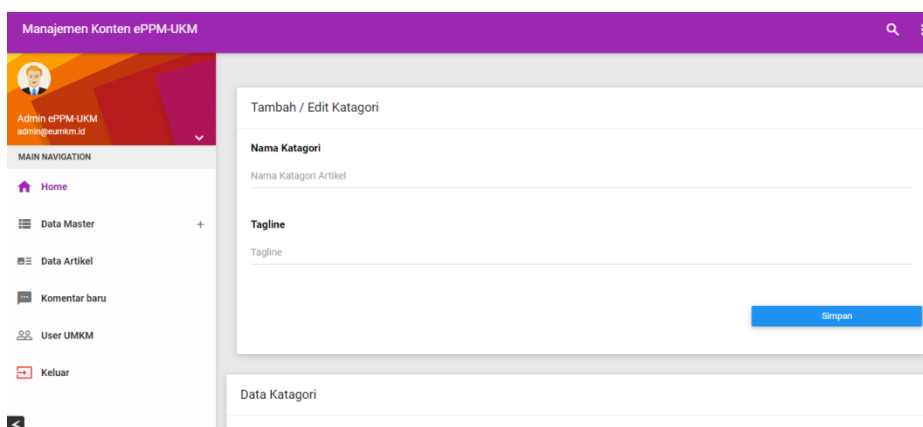 Manajemen Konten ePPM-UKM
Admin ePPM-UKM
admin@eumkm.id
MAIN NAVIGATION
Home
Data Master +
Data Artikel
Komentar baru
User UMKM
Keluar
Tambah / Edit Katagori
Nama Katagori
Nama Katagori Artikel
Tagline
Tagline
Simpan
Data Katagori